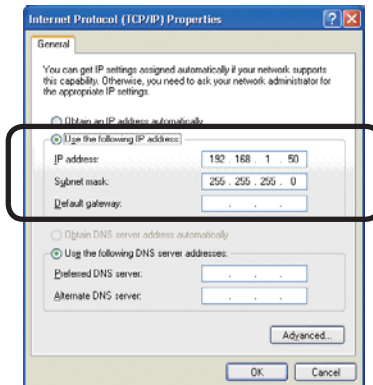 Internet Protocol (TCP/IP) Properties
General
You can get IP settings assigned automatically if your network supports
this capability. Otherwise, you need to ask your network administrator for
the appropriate IP settings.
Obtain an IP address automatically
Use the following IP address:
IP address: 192 . 168 . 1 . 50
Subnet mask: 255 . 255 . 255 . 0
Default gateway: . . .
Obtain DNS server address automatically
Use the following DNS server addresses:
Preferred DNS server: . . .
Alternate DNS server: . . .
Advanced...
OK Cancel